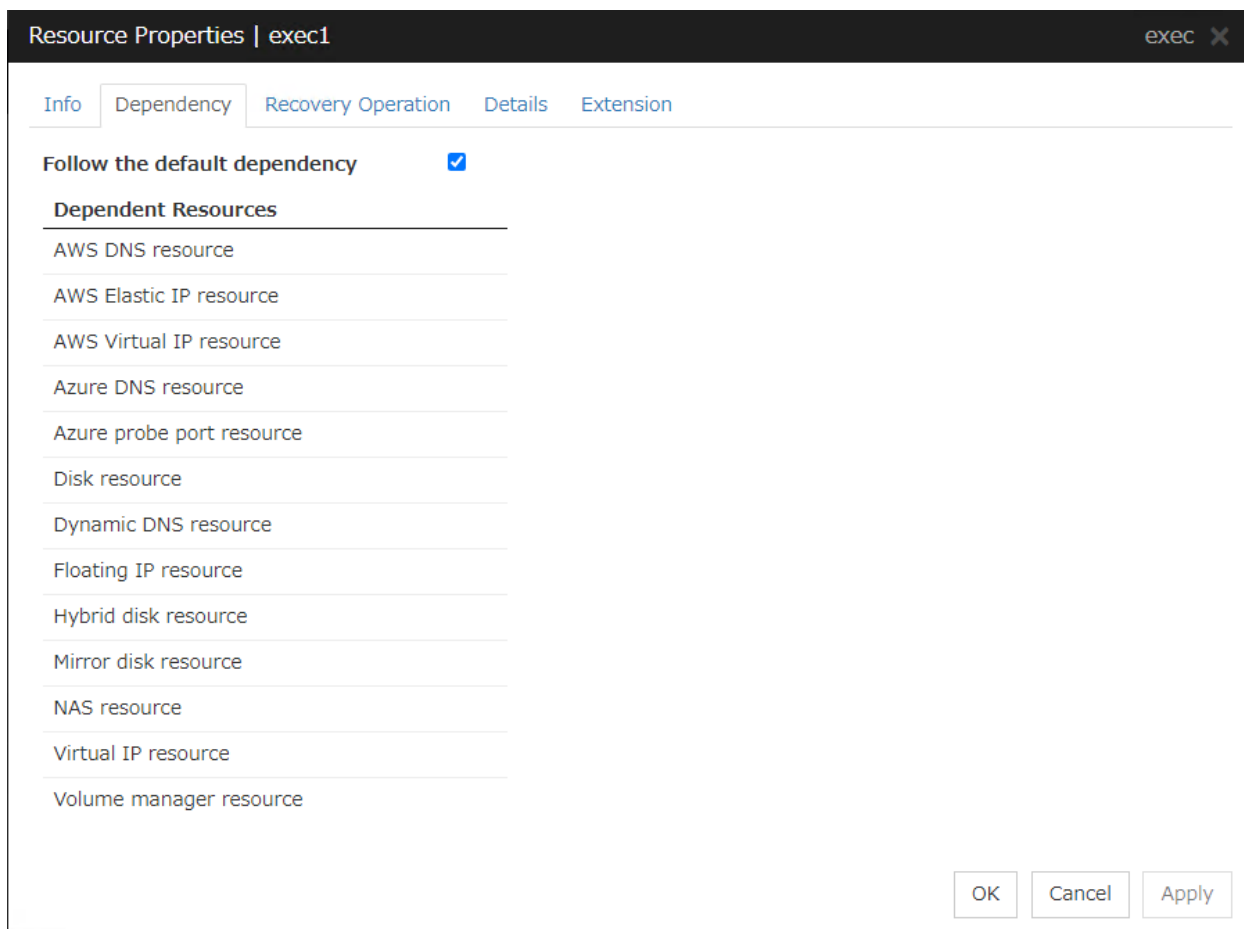 Resource Properties | exec1 exec ✕
Info Dependency Recovery Operation Details Extension
Follow the default dependency
Dependent Resources
AWS DNS resource
AWS Elastic IP resource
AWS Virtual IP resource
Azure DNS resource
Azure probe port resource
Disk resource
Dynamic DNS resource
Floating IP resource
Hybrid disk resource
Mirror disk resource
NAS resource
Virtual IP resource
Volume manager resource
OK Cancel Apply